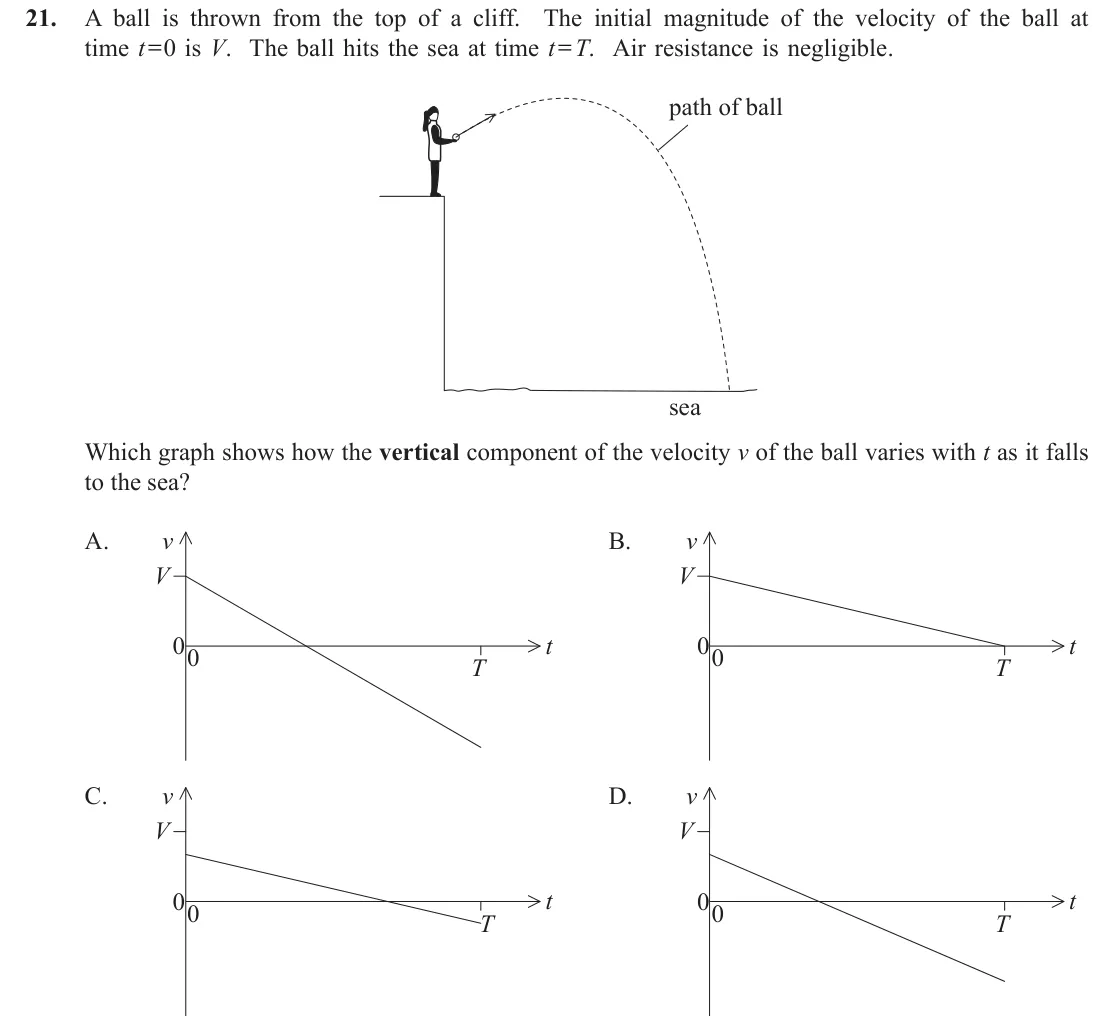 21. A ball is thrown from the top of a cliff. The initial magnitude of the velocity of the ball at
time t=0 is V. The ball hits the sea at time t=T. Air resistance is negligible.
path of ball
sea
Which graph shows how the vertical component of the velocity v of the ball varies with t as it falls
to the sea?
A.
v
V
0
0
T
t
B.
v
V
0
0
T
t
C.
v
V
0
0
T
t
D.
v
V
0
0
T
t